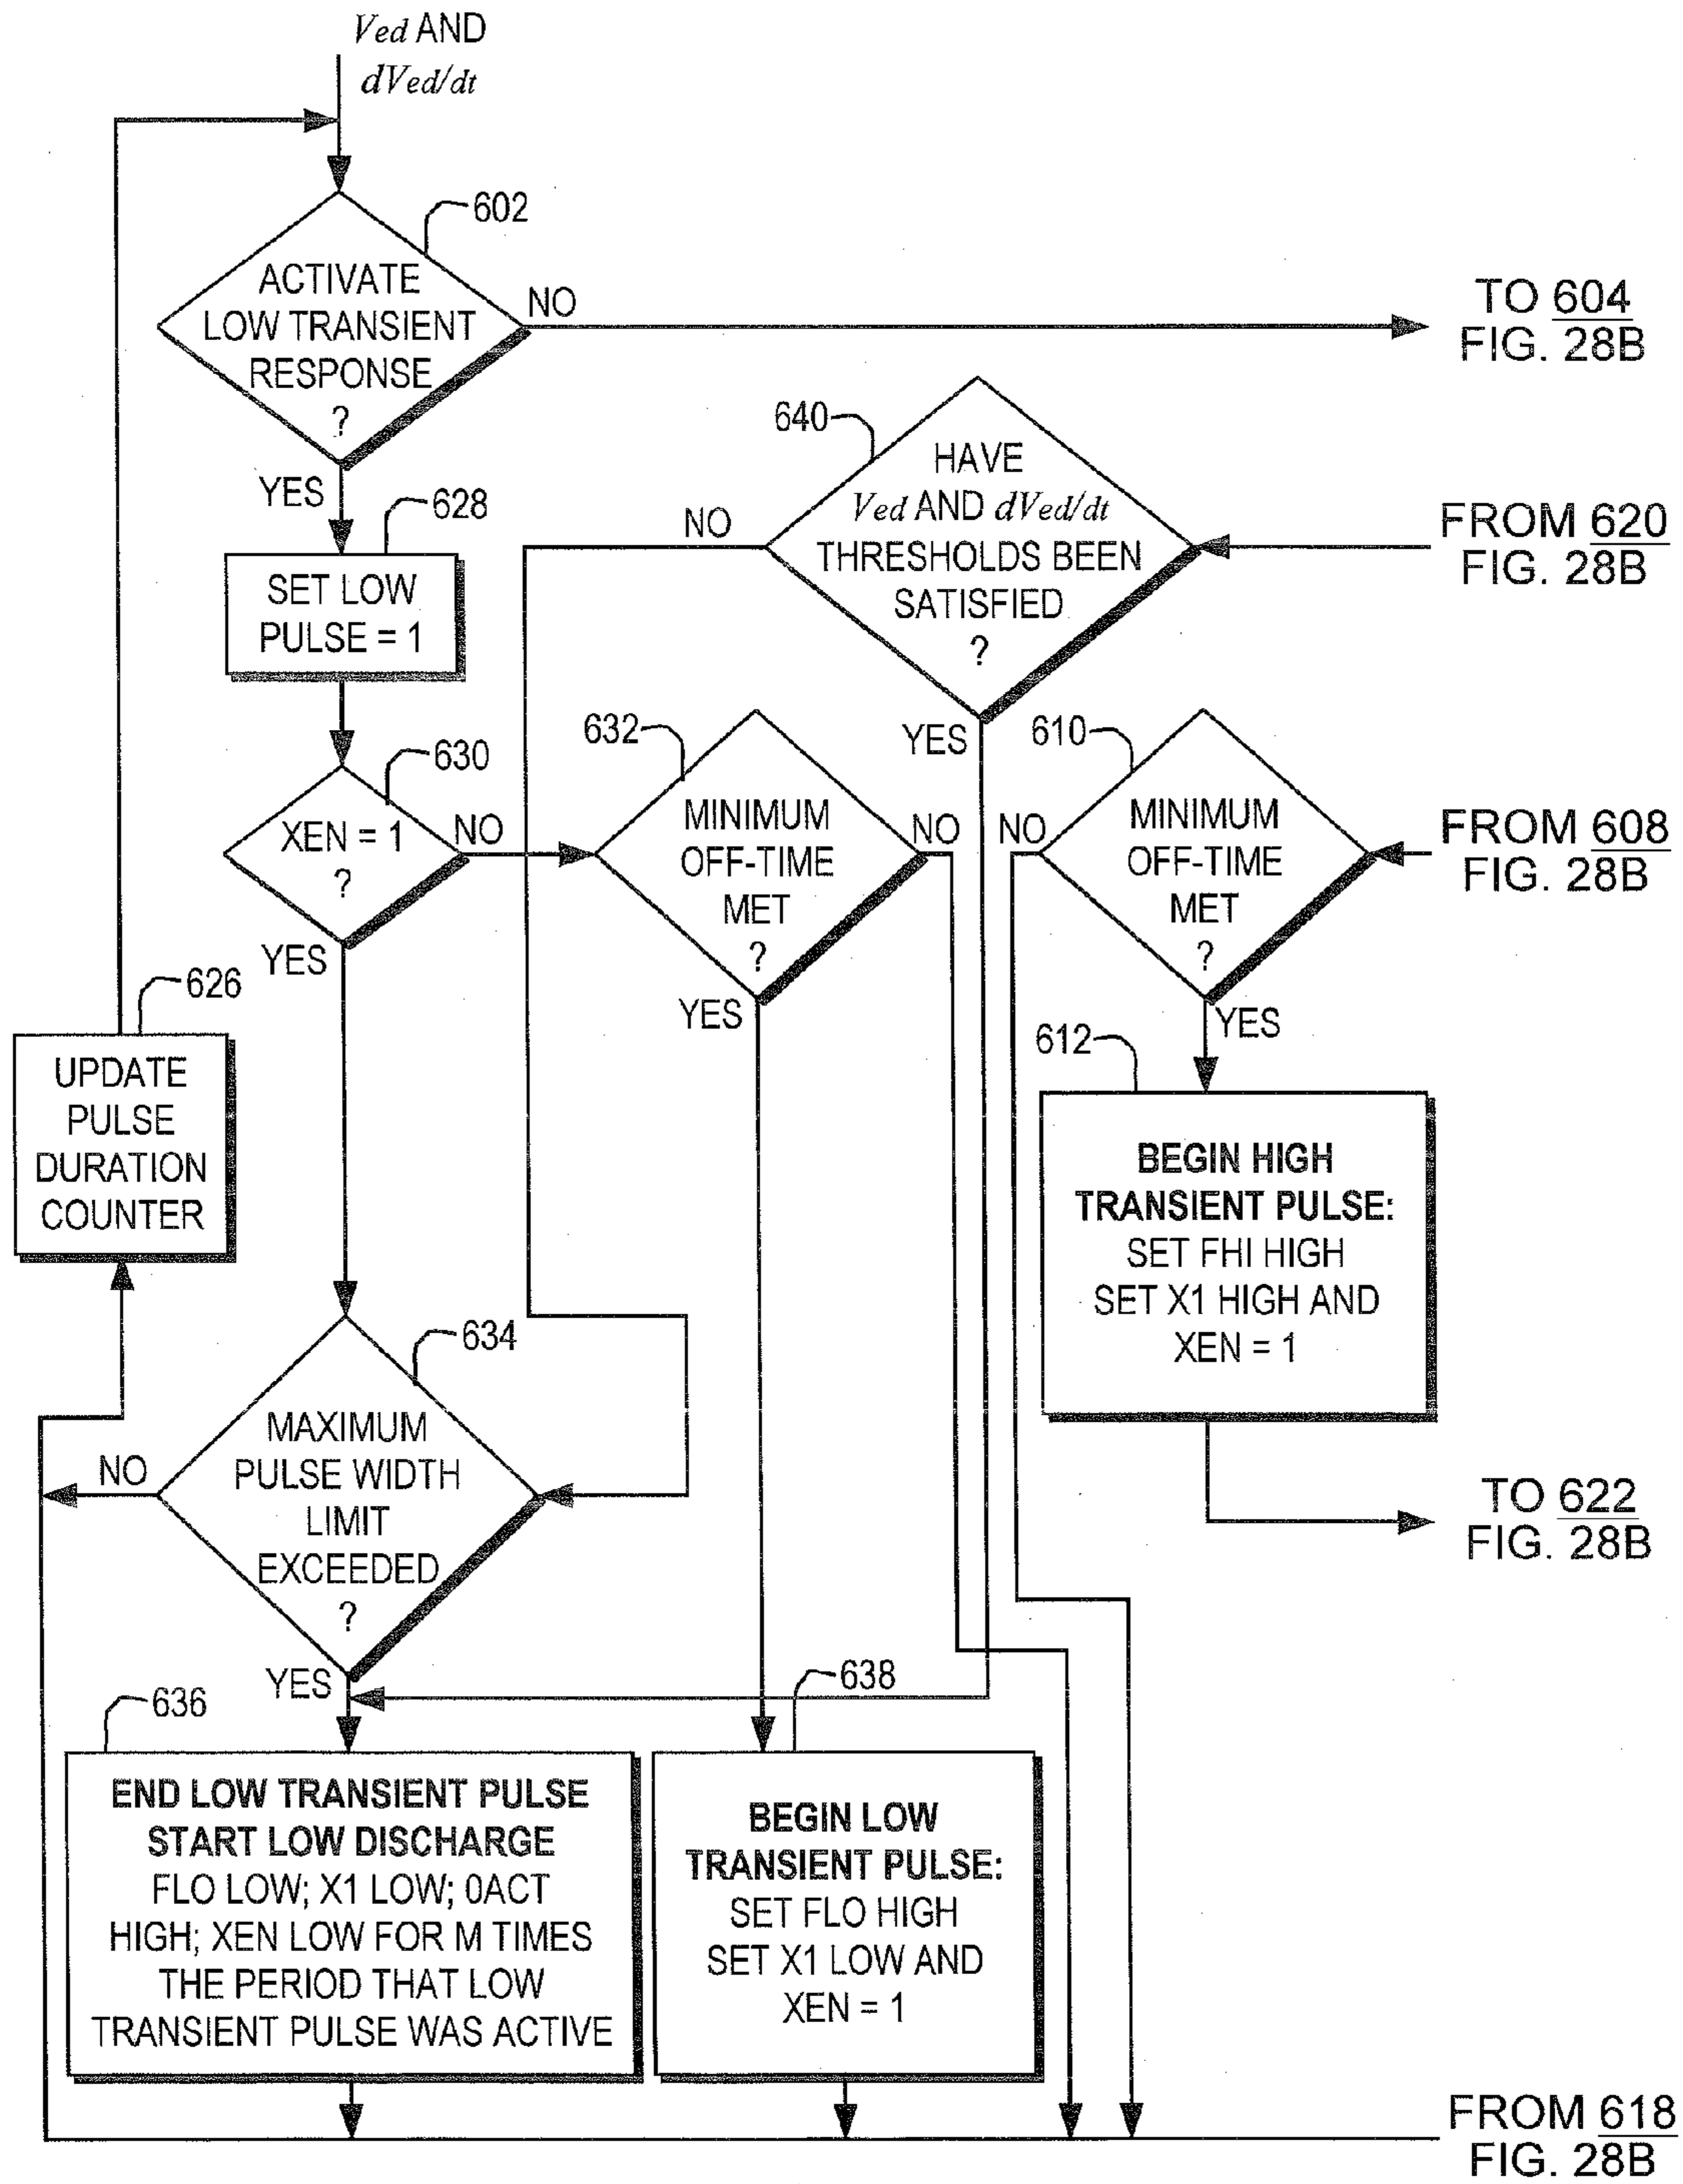 Ved AND
dVed/dt
602
ACTIVATE
LOW TRANSIENT
RESPONSE
?
NO
TO 604
FIG. 28B
YES
628
SET LOW
PULSE = 1
640
HAVE
Ved AND dVed/dt
THRESHOLDS BEEN
SATISFIED
?
NO
FROM 620
FIG. 28B
YES
630
XEN = 1
?
NO
YES
632
MINIMUM
OFF-TIME
MET
?
NO
YES
610
MINIMUM
OFF-TIME
MET
?
NO
FROM 608
FIG. 28B
YES
626
UPDATE
PULSE
DURATION
COUNTER
612
BEGIN HIGH
TRANSIENT PULSE:
SET FHI HIGH
SET X1 HIGH AND
XEN = 1
634
MAXIMUM
PULSE WIDTH
LIMIT
EXCEEDED
?
NO
YES
TO 622
FIG. 28B
636
END LOW TRANSIENT PULSE
START LOW DISCHARGE
FLO LOW; X1 LOW; 0ACT
HIGH; XEN LOW FOR M TIMES
THE PERIOD THAT LOW
TRANSIENT PULSE WAS ACTIVE
638
BEGIN LOW
TRANSIENT PULSE:
SET FLO HIGH
SET X1 LOW AND
XEN = 1
FROM 618
FIG. 28B